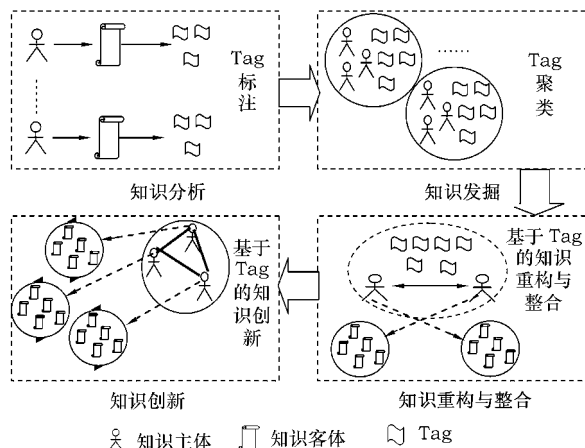 Tag
标
注
知识分析
……
Tag
聚
类
知识发掘
基于 Tag
的知识
重构与
整合
知识重构与整合
基于
Tag
的知
识创
新
知识创新
知识主体
知识客体
Tag